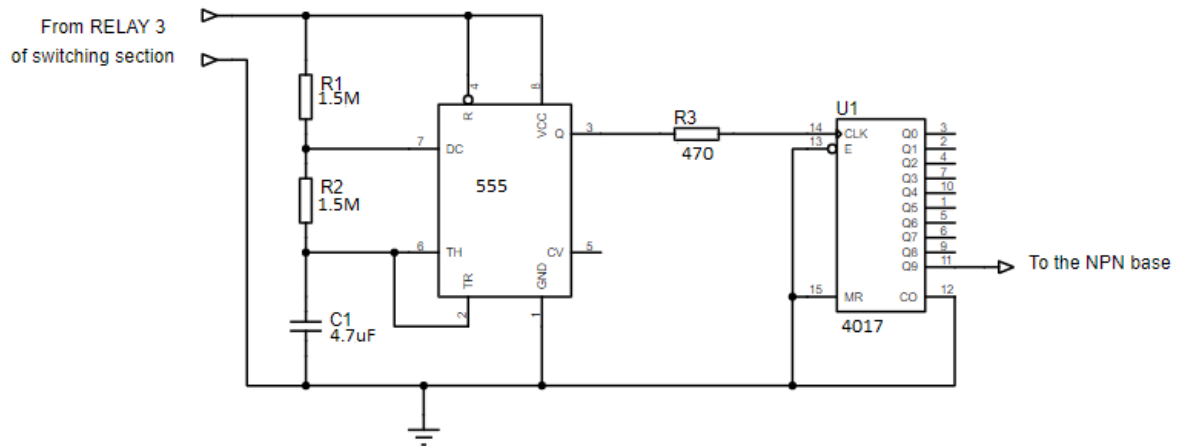 From RELAY 3
of switching section
R1
1.5M
R2
1.5M
C1
4.7uF
4
8
R
VCC
7
DC
Q
3
555
6
TH
CV
5
TR
GND
2
1
R3
470
U1
14
CLK
13
E
15
MR
Q0
3
Q1
2
Q2
4
Q3
7
Q4
10
Q5
1
Q6
5
Q7
6
Q8
9
Q9
11
CO
12
4017
To the NPN base